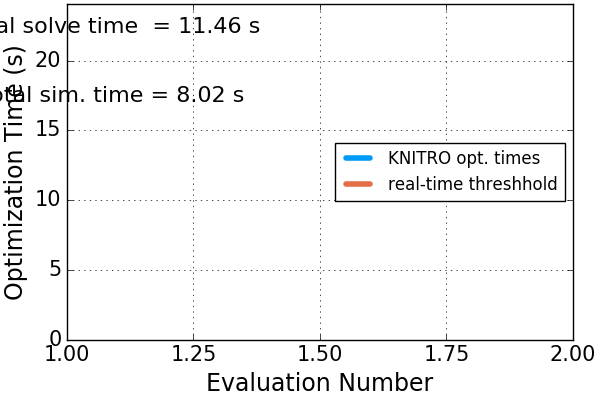 al solve time = 11.46 s
otal sim. time = 8.02 s
Optimization Time (s)
20
15
10
5
0
KNITRO opt. times
real-time threshhold
1.00 1.25 1.50 1.75 2.00
Evaluation Number